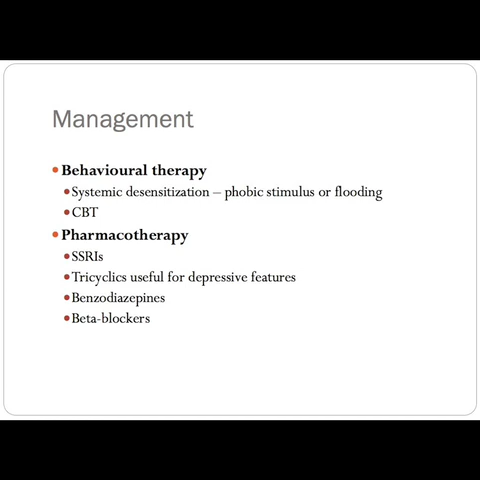 Management
• Behavioural therapy
• Systemic desensitization – phobic stimulus or flooding
• CBT
• Pharmacotherapy
• SSRIs
• Tricyclics useful for depressive features
• Benzodiazepines
• Beta-blockers